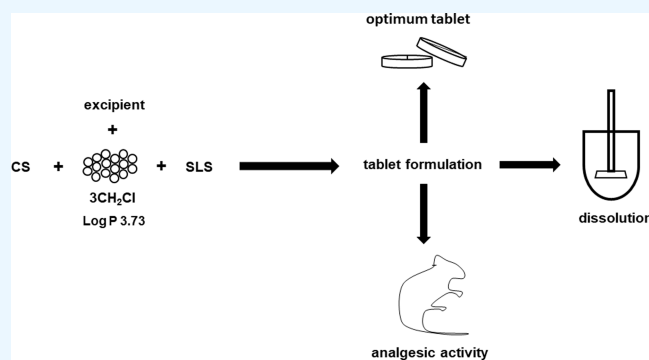 optimum tablet
excipient
+
CS + + SLS
tablet formulation
3CH₂Cl
Log P 3.73
dissolution
analgesic activity